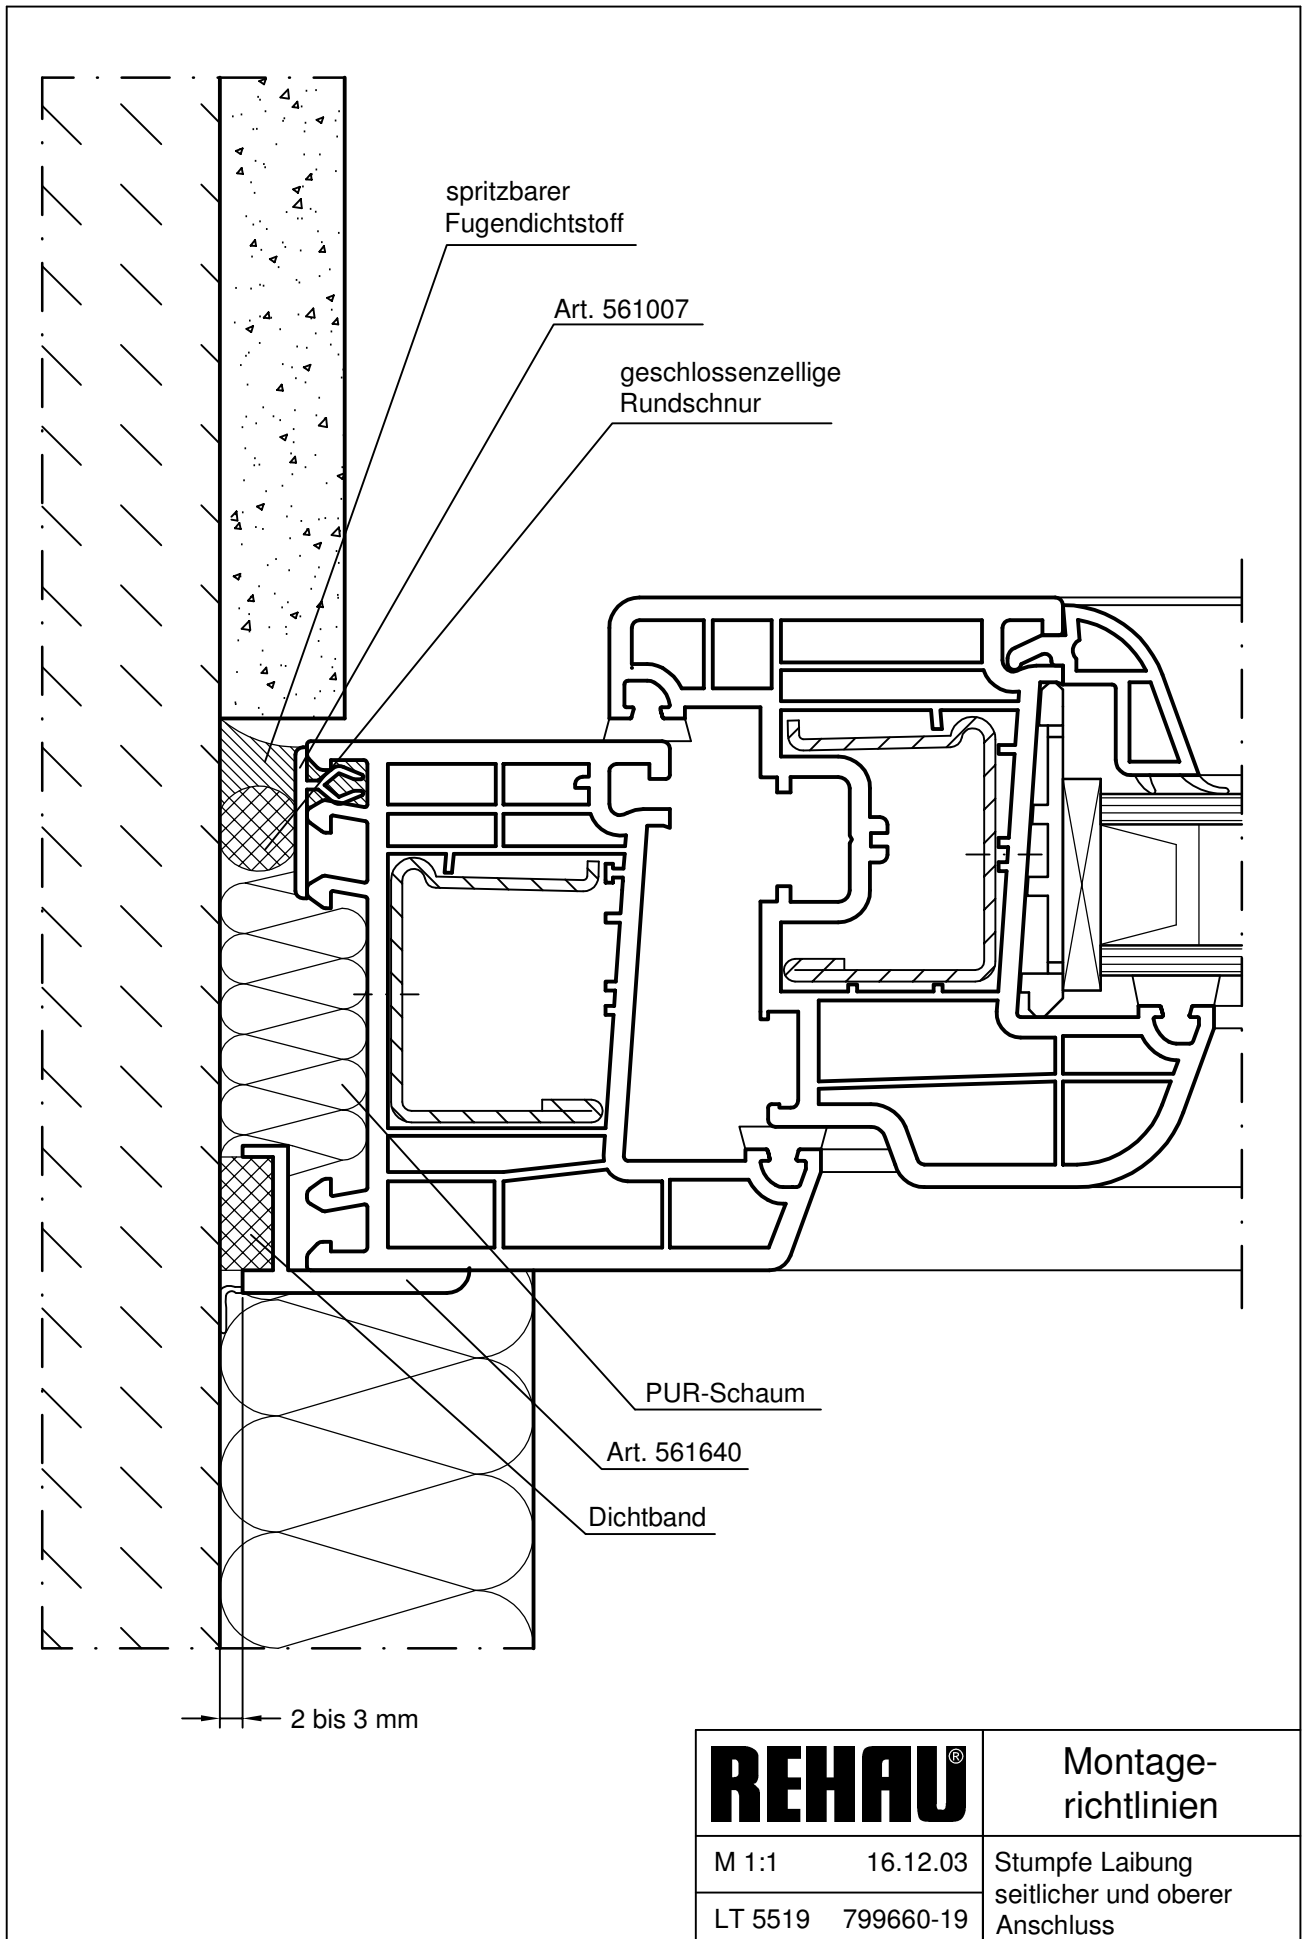 spritzbarer
Fugendichtstoff
Art. 561007
geschlossenzellige
Rundschnur
PUR-Schaum
Art. 561640
Dichtband
2 bis 3 mm
REHAU®
Montage-
richtlinien
M 1:1 16.12.03
LT 5519 799660-19
Stumpfe Laibung
seitlicher und oberer
Anschluss